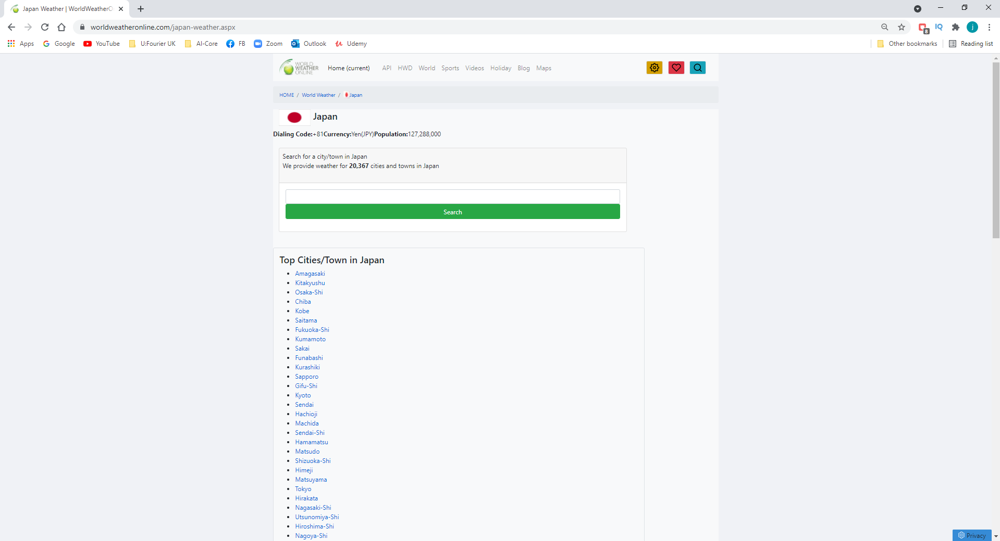 Japan Weather | WorldWeatherO
worldweatheronline.com/japan-weather.aspx
8
IQ
j
Apps
Google
YouTube
U:Fourier UK
AI-Core
FB
Zoom
Outlook
Udemy
Other bookmarks
Reading list
WORLD WEATHER ONLINE
Home (current)
API
HWD
World
Sports
Videos
Holiday
Blog
Maps
HOME / World Weather / Japan
Japan
Dialing Code:+81Currency:Yen(JPY)Population:127,288,000
Search for a city/town in Japan
We provide weather for 20,367 cities and towns in Japan
Search
Top Cities/Town in Japan
Amagasaki
Kitakyushu
Osaka-Shi
Chiba
Kobe
Saitama
Fukuoka-Shi
Kumamoto
Sakai
Funabashi
Kurashiki
Sapporo
Gifu-Shi
Kyoto
Sendai
Hachioji
Machida
Sendai-Shi
Hamamatsu
Matsudo
Shizuoka-Shi
Himeji
Matsuyama
Tokyo
Hirakata
Nagasaki-Shi
Utsunomiya-Shi
Hiroshima-Shi
Nagoya-Shi
Privacy